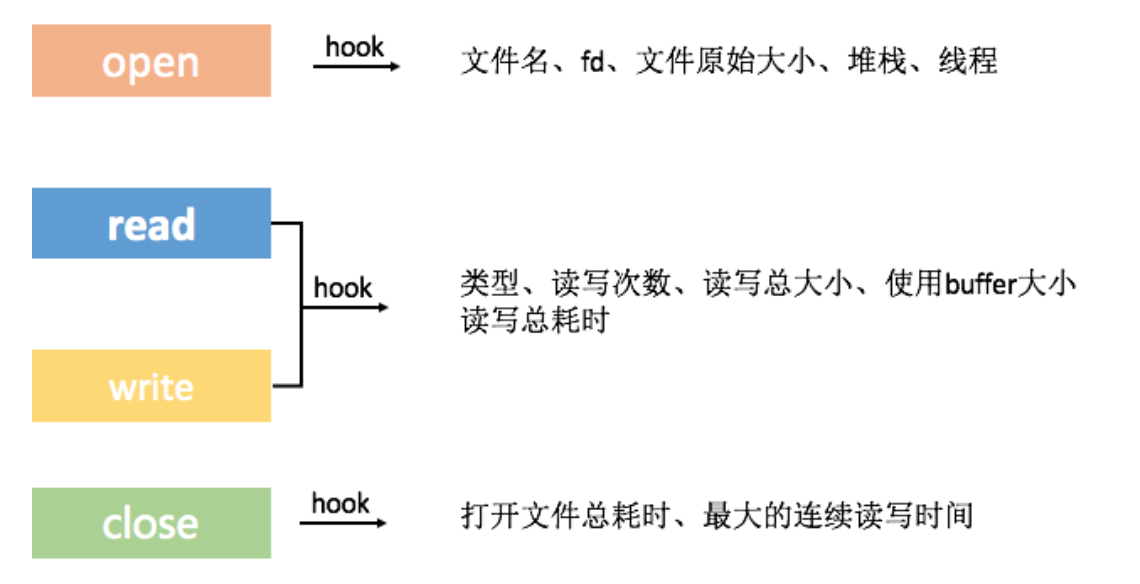 open
hook
文件名、fd、文件原始大小、堆栈、线程
read
hook
类型、读写次数、读写总大小、使用buffer大小
读写总耗时
write
close
hook
打开文件总耗时、最大的连续读写时间